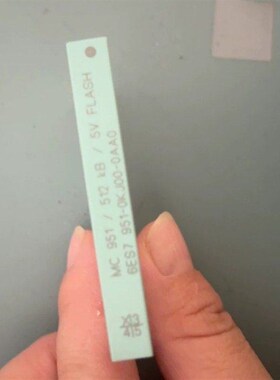 MC 951 / 512 kB / 5V FLASH
6ES7 951-0KJ00-0AA0